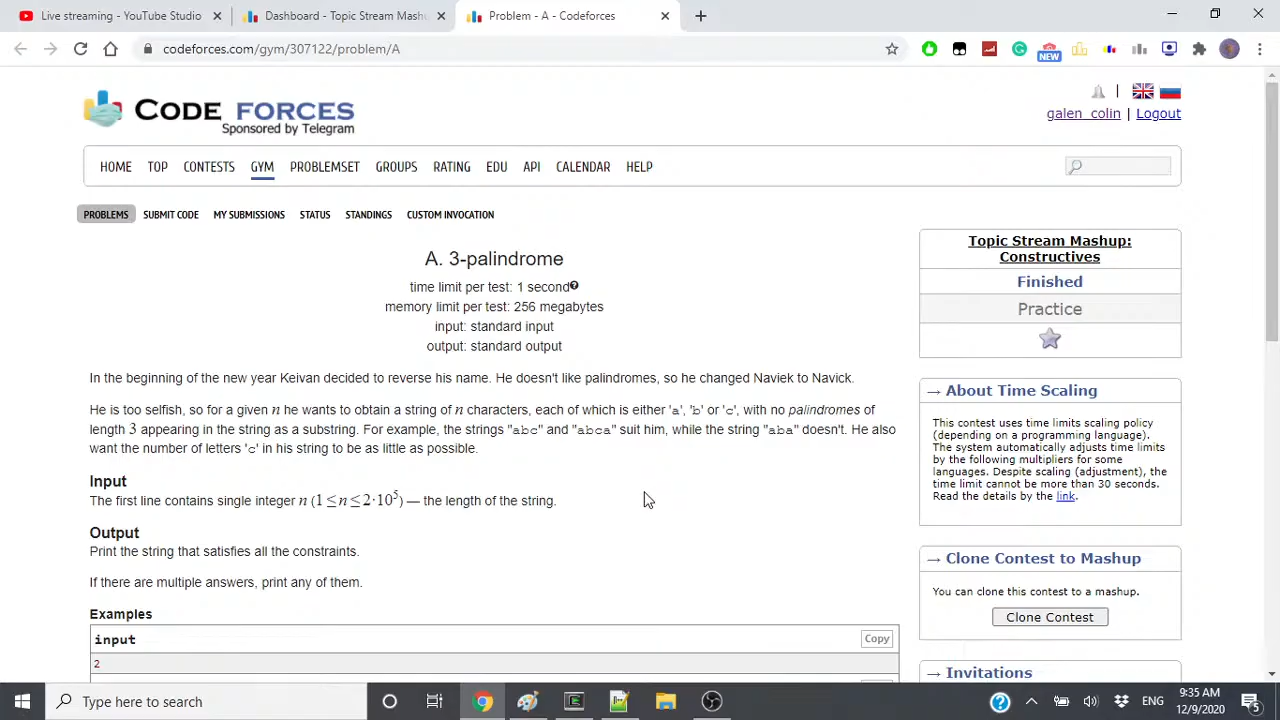 Live streaming - YouTube Studio
Dashboard - Topic Stream Mashu
Problem - A - Codeforces
codeforces.com/gym/307122/problem/A
NEW
CODE FORCES
Sponsored by Telegram
galen_colin | Logout
HOME TOP CONTESTS GYM PROBLEMSET GROUPS RATING EDU API CALENDAR HELP
PROBLEMS SUBMIT CODE MY SUBMISSIONS STATUS STANDINGS CUSTOM INVOCATION
A. 3-palindrome
time limit per test: 1 second
memory limit per test: 256 megabytes
input: standard input
output: standard output
In the beginning of the new year Keivan decided to reverse his name. He doesn't like palindromes, so he changed Naviek to Navick.
He is too selfish, so for a given n he wants to obtain a string of n characters, each of which is either 'a', 'b' or 'c', with no palindromes of
length 3 appearing in the string as a substring. For example, the strings "abc" and "abca" suit him, while the string "aba" doesn't. He also
want the number of letters 'c' in his string to be as little as possible.
Input
The first line contains single integer n (1 ≤ n ≤ 2·10⁵) — the length of the string.
Output
Print the string that satisfies all the constraints.
If there are multiple answers, print any of them.
Examples
input
Copy
2
Topic Stream Mashup:
Constructives
Finished
Practice
→ About Time Scaling
This contest uses time limits scaling policy
(depending on a programming language).
The system automatically adjusts time limits
by the following multipliers for some
languages. Despite scaling (adjustment), the
time limit cannot be more than 30 seconds.
Read the details by the link.
→ Clone Contest to Mashup
You can clone this contest to a mashup.
Clone Contest
→ Invitations
Type here to search
ENG
9:35 AM
12/9/2020
5